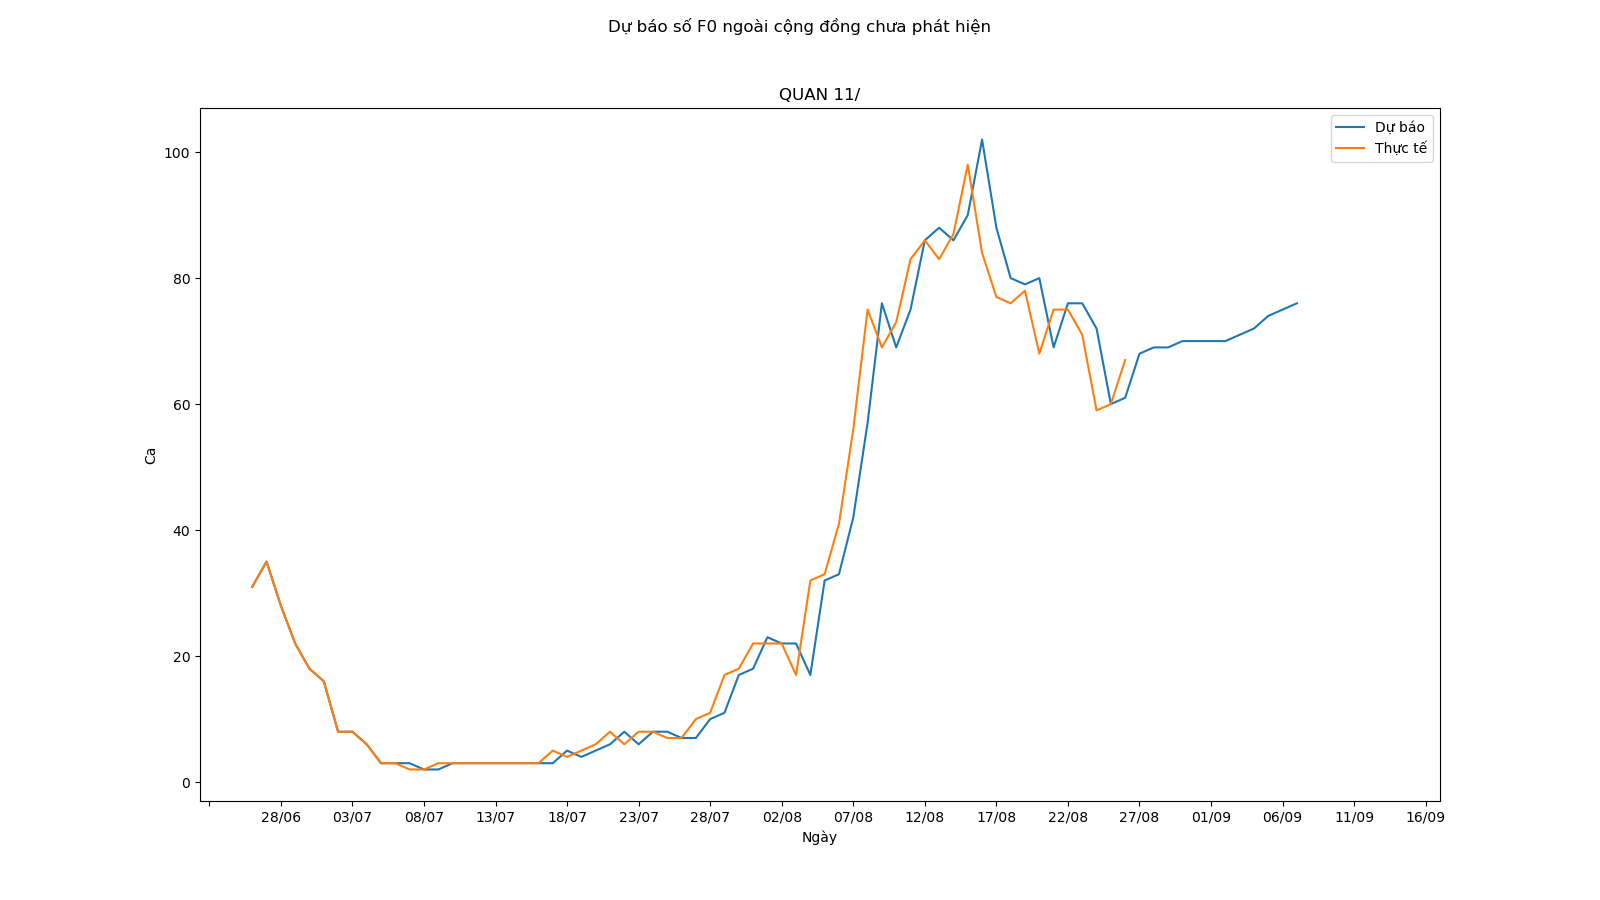 Dự báo số F0 ngoài cộng đồng chưa phát hiện
QUAN 11/
Dự báo
Thực tế
100
80
60
40
20
0
Ca
28/06 03/07 08/07 13/07 18/07 23/07 28/07 02/08 07/08 12/08 17/08 22/08 27/08 01/09 06/09 11/09 16/09
Ngày